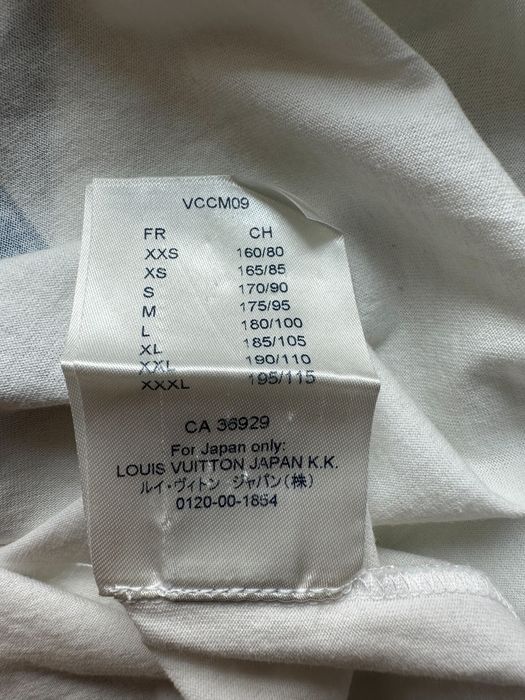 VCCM09
FR CH
XXS 160/80
XS 165/85
S 170/90
M 175/95
L 180/100
XL 185/105
XXL 190/110
XXXL 195/115
CA 36929
For Japan only:
LOUIS VUITTON JAPAN K.K.
ルイ・ヴィトン ジャパン(株)
0120-00-1854